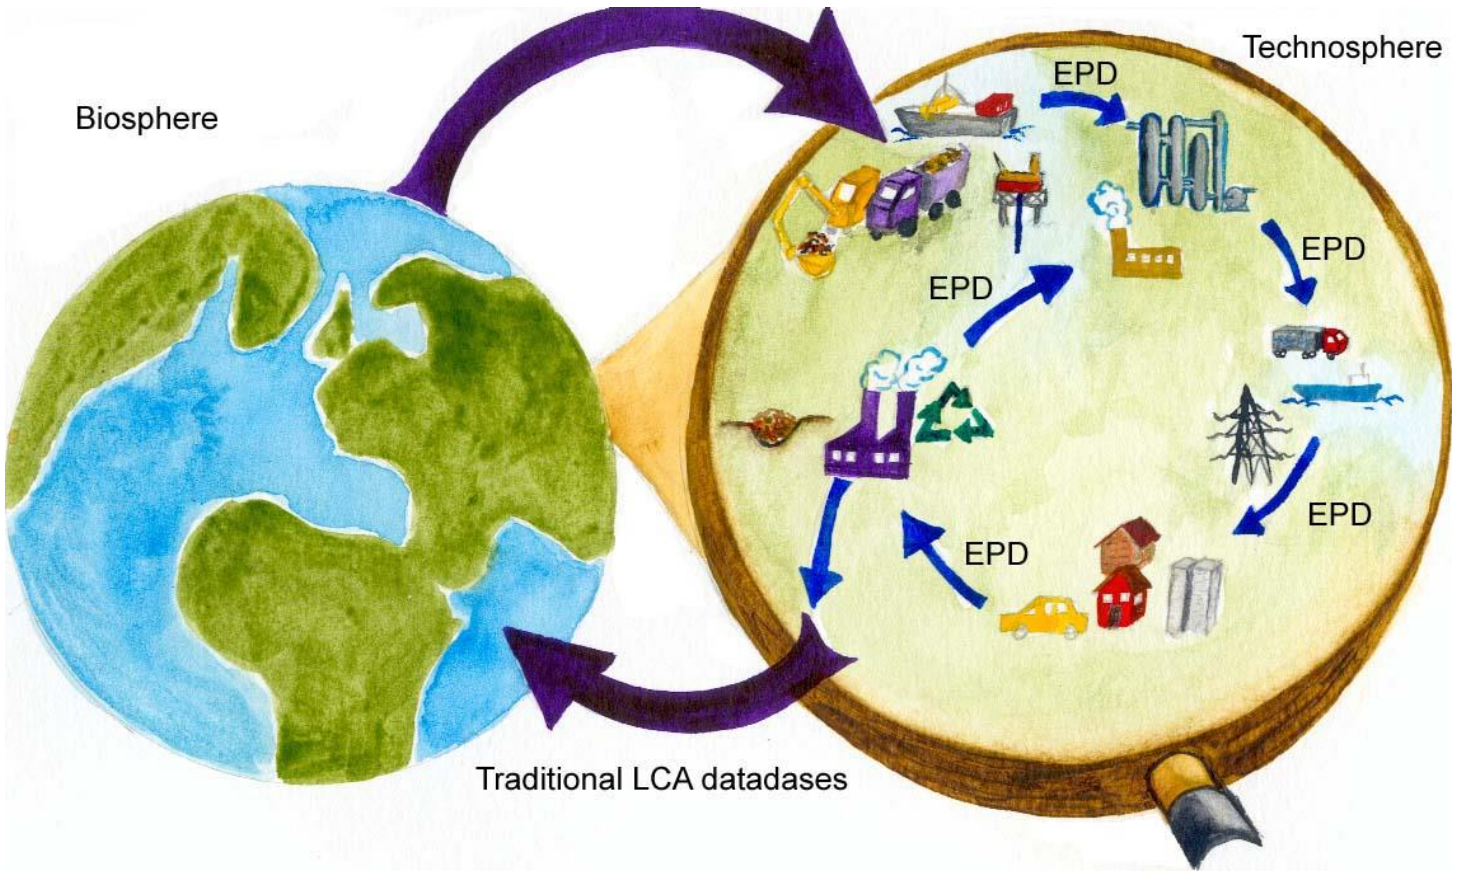 Biosphere
Technosphere
EPD
EPD
EPD
EPD
EPD
Traditional LCA datadases